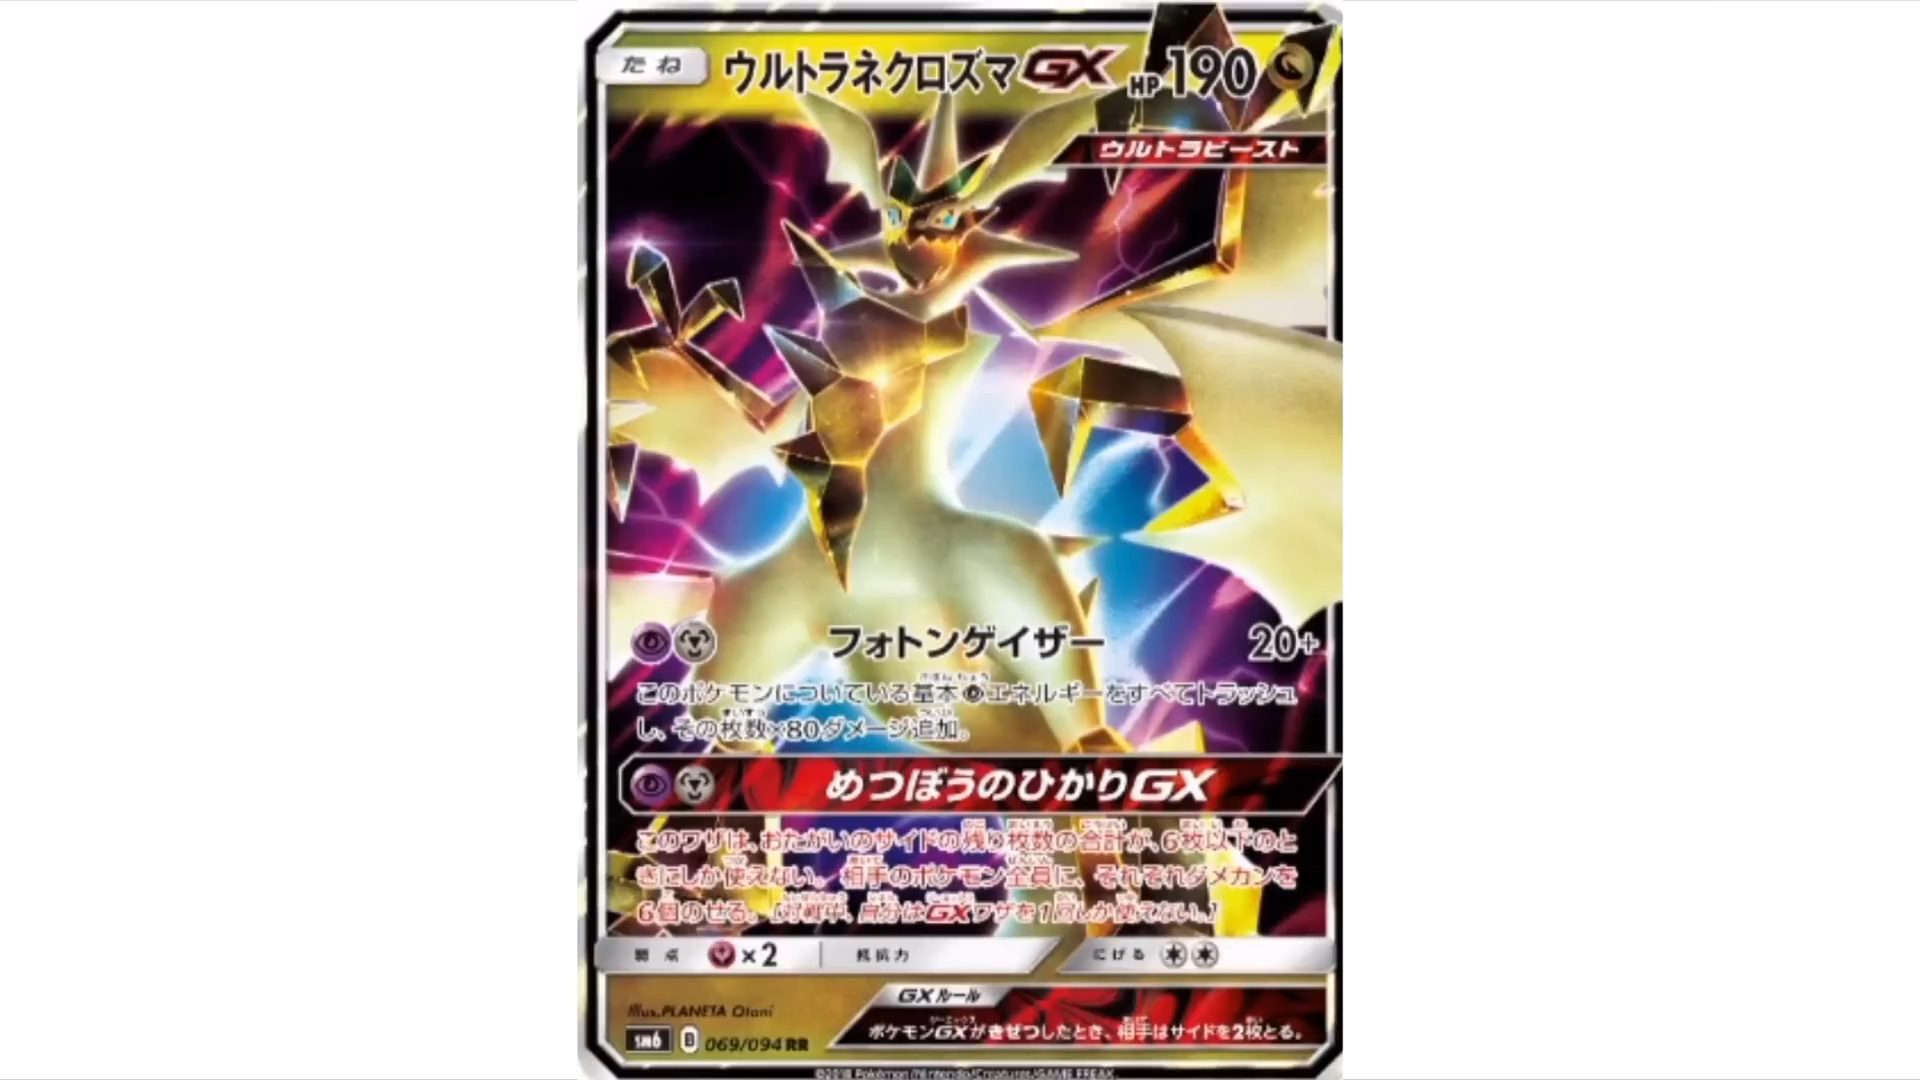 たね ウルトラネクロズマGX HP190
ウルトラビースト
フォトンゲイザー 20+
このポケモンについている基本エネルギーをすべてトラッシュ
し、その枚数×80ダメージ追加。
めつぼうのひかりGX
このワザは、おたがいのサイドの残り枚数の合計が、6枚以下のと
きにしか使えない。相手のポケモン全員に、それぞれダメカンを
6個のせる。[対戦中、自分はGXワザを1回しか使えない。]
弱点 ×2 抵抗力 にげる
GXルール
Illus.PLANETA Otani
ポケモンGXがきぜつしたとき、相手はサイドを2枚とる。
SM6 B 069/094 RR
©2018 Pokémon/Nintendo/Creatures/GAME FREAK